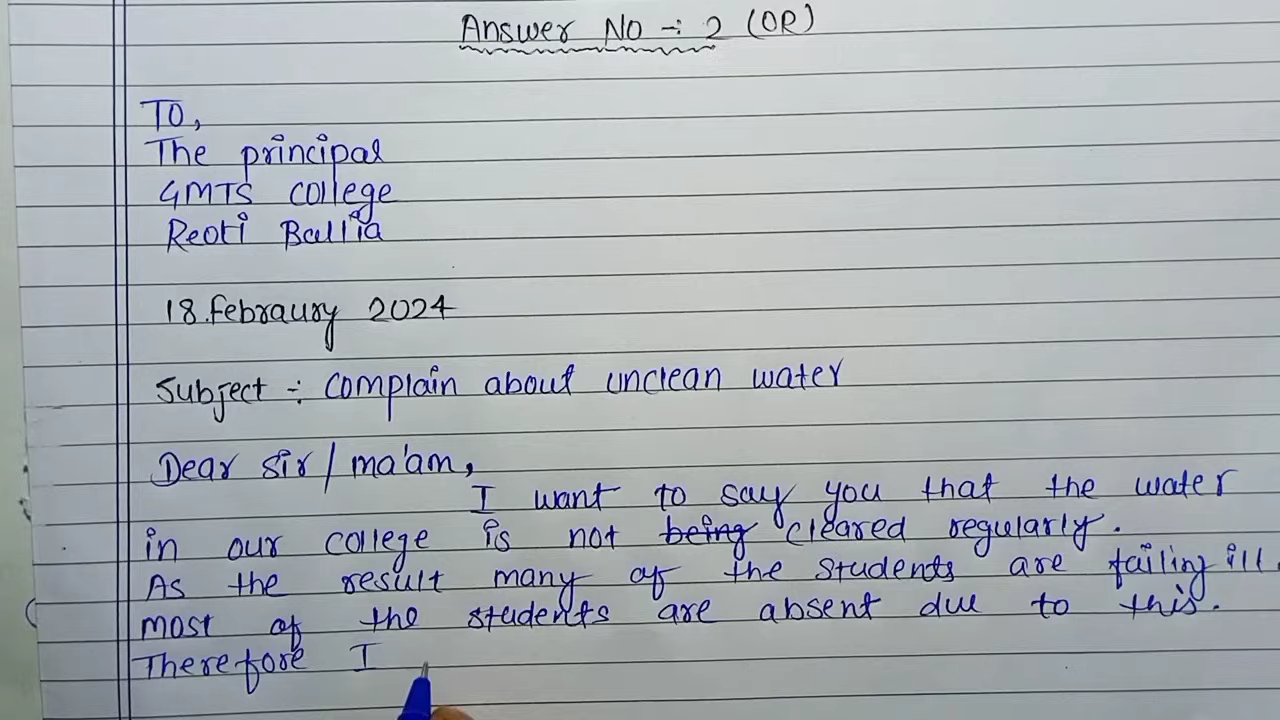 Answer No -: 2 (OR)
TO,
The principal
GMTS college
Reoti Ballia
18.Febraury 2024
Subject -: complain about unclean water
Dear sir / ma'am,
I want to say you that the water
in our college is not being cleared regularly.
As the result many of the students are failing ill.
most of the students are absent due to this.
Therefore I